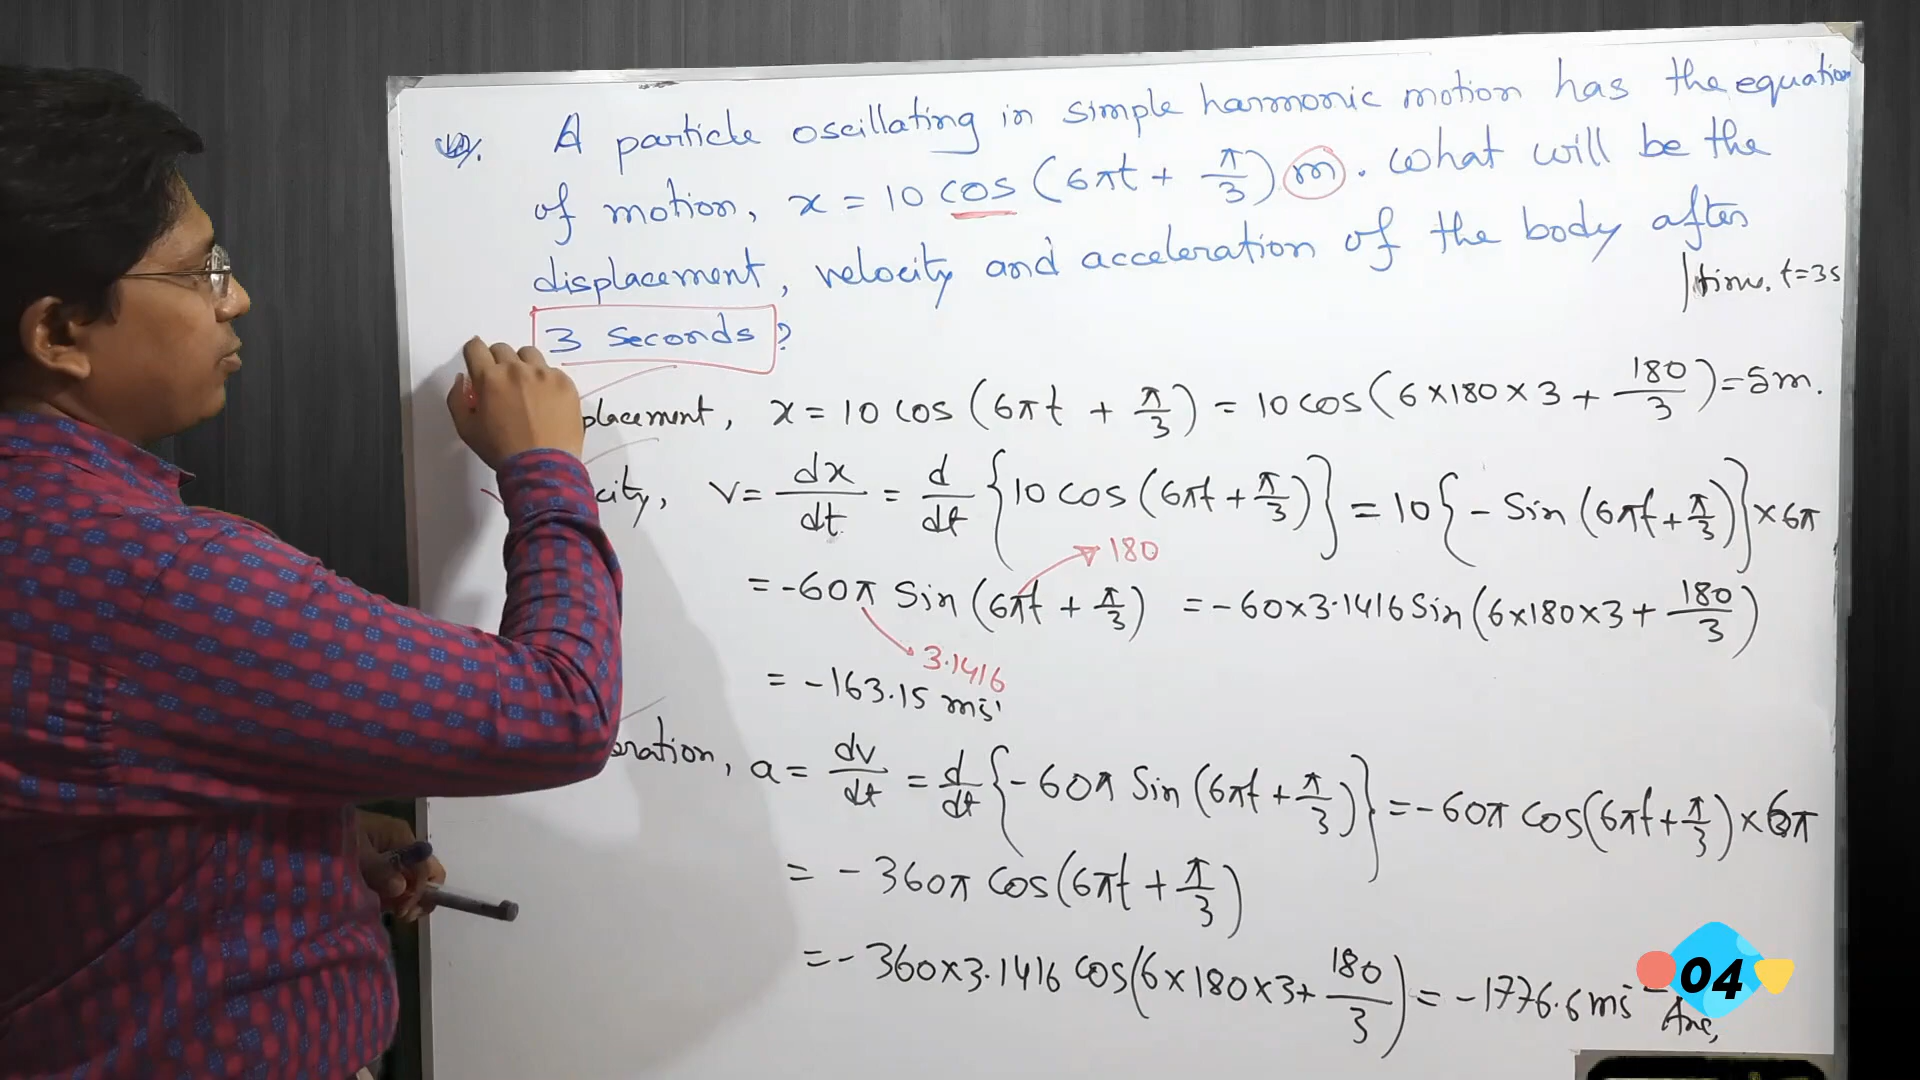 A particle oscillating in simple harmonic motion has the equation
of motion, x = 10 cos (6πt + π/3) m. What will be the
displacement, velocity and acceleration of the body after
time, t=3s
3 seconds?
placement, x = 10 cos (6πt + π/3) = 10 cos (6×180×3 + 180/3) = 5m.
city, v = dx/dt = d/dt {10 cos (6πt + π/3)} = 10 {- Sin (6πt + π/3)} × 6π
180
= -60π Sin (6πt + π/3) = -60×3.1416 Sin (6×180×3 + 180/3)
3.1416
= -163.15 ms⁻¹
eration, a = dv/dt = d/dt {-60π Sin (6πt + π/3)} = -60π cos (6πt + π/3) × 6π
= -360π cos (6πt + π/3)
= -360×3.1416 cos (6×180×3 + 180/3) = -1776.6 ms⁻
Ans,
04